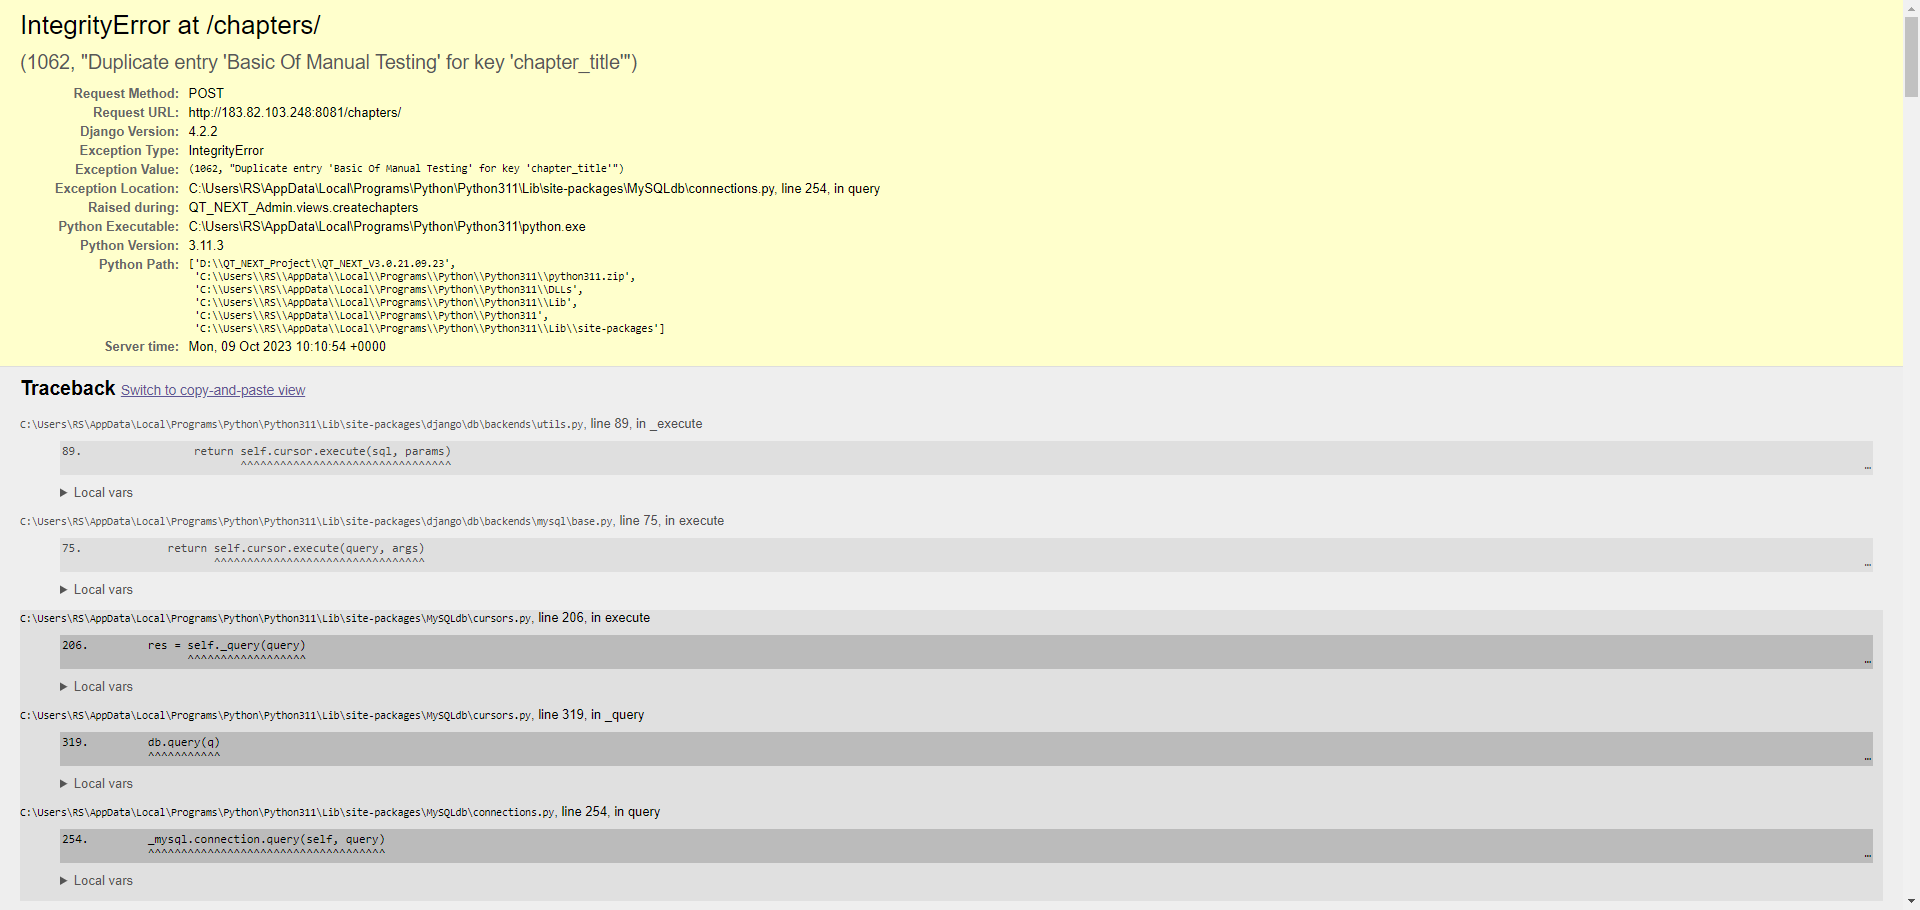 IntegrityError at /chapters/
(1062, "Duplicate entry 'Basic Of Manual Testing' for key 'chapter_title'")
Request Method: POST
Request URL: http://183.82.103.248:8081/chapters/
Django Version: 4.2.2
Exception Type: IntegrityError
Exception Value: (1062, "Duplicate entry 'Basic Of Manual Testing' for key 'chapter_title'")
Exception Location: C:\Users\RS\AppData\Local\Programs\Python\Python311\Lib\site-packages\MySQLdb\connections.py, line 254, in query
Raised during: QT_NEXT_Admin.views.createchapters
Python Executable: C:\Users\RS\AppData\Local\Programs\Python\Python311\python.exe
Python Version: 3.11.3
Python Path: ['D:\\QT_NEXT_Project\\QT_NEXT_V3.0.21.09.23',
'C:\\Users\\RS\\AppData\\Local\\Programs\\Python\\Python311\\python311.zip',
'C:\\Users\\RS\\AppData\\Local\\Programs\\Python\\Python311\\DLLs',
'C:\\Users\\RS\\AppData\\Local\\Programs\\Python\\Python311\\Lib',
'C:\\Users\\RS\\AppData\\Local\\Programs\\Python\\Python311',
'C:\\Users\\RS\\AppData\\Local\\Programs\\Python\\Python311\\Lib\\site-packages']
Server time: Mon, 09 Oct 2023 10:10:54 +0000
Traceback Switch to copy-and-paste view
C:\Users\RS\AppData\Local\Programs\Python\Python311\Lib\site-packages\django\db\backends\utils.py, line 89, in _execute
89. return self.cursor.execute(sql, params)
^^^^^^^^^^^^^^^^^^^^^^^^^^^^^^^^ …
▶ Local vars
C:\Users\RS\AppData\Local\Programs\Python\Python311\Lib\site-packages\django\db\backends\mysql\base.py, line 75, in execute
75. return self.cursor.execute(query, args)
^^^^^^^^^^^^^^^^^^^^^^^^^^^^^^^^ …
▶ Local vars
C:\Users\RS\AppData\Local\Programs\Python\Python311\Lib\site-packages\MySQLdb\cursors.py, line 206, in execute
206. res = self._query(query)
^^^^^^^^^^^^^^^^^^ …
▶ Local vars
C:\Users\RS\AppData\Local\Programs\Python\Python311\Lib\site-packages\MySQLdb\cursors.py, line 319, in _query
319. db.query(q)
^^^^^^^^^^^ …
▶ Local vars
C:\Users\RS\AppData\Local\Programs\Python\Python311\Lib\site-packages\MySQLdb\connections.py, line 254, in query
254. _mysql.connection.query(self, query)
^^^^^^^^^^^^^^^^^^^^^^^^^^^^^^^^^^^^ …
▶ Local vars